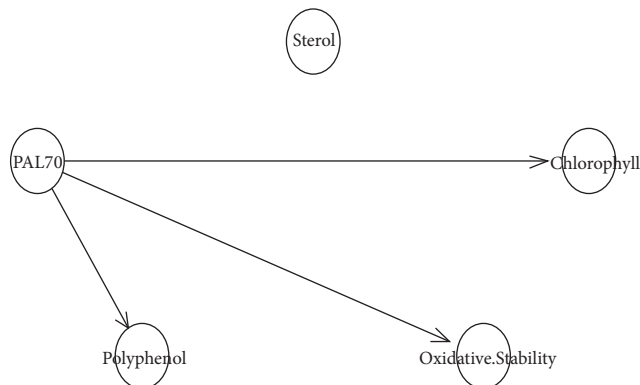 Sterol
PAL70
Chlorophyll
Polyphenol
Oxidative.Stability